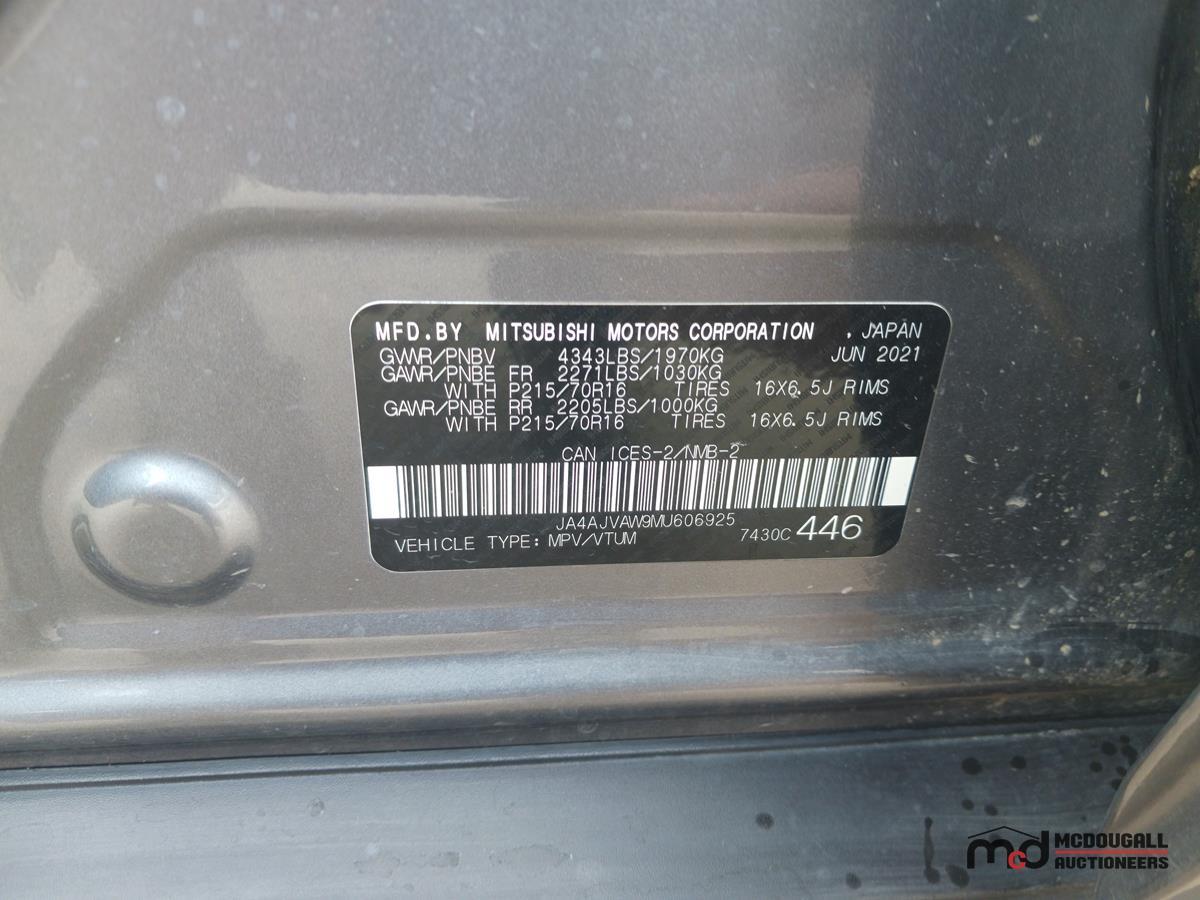 MFD.BY MITSUBISHI MOTORS CORPORATION , JAPAN
GVWR/PNBV 4343LBS/1970KG JUN 2021
GAWR/PNBE FR 2271LBS/1030KG
WITH P215/70R16 TIRES 16X6.5J RIMS
GAWR/PNBE RR 2205LBS/1000KG
WITH P215/70R16 TIRES 16X6.5J RIMS
CAN ICES-2/NMB-2
JA4AJVAW9MU606925
VEHICLE TYPE: MPV/VTUM 7430C 446
mcd MCDOUGALL
AUCTIONEERS